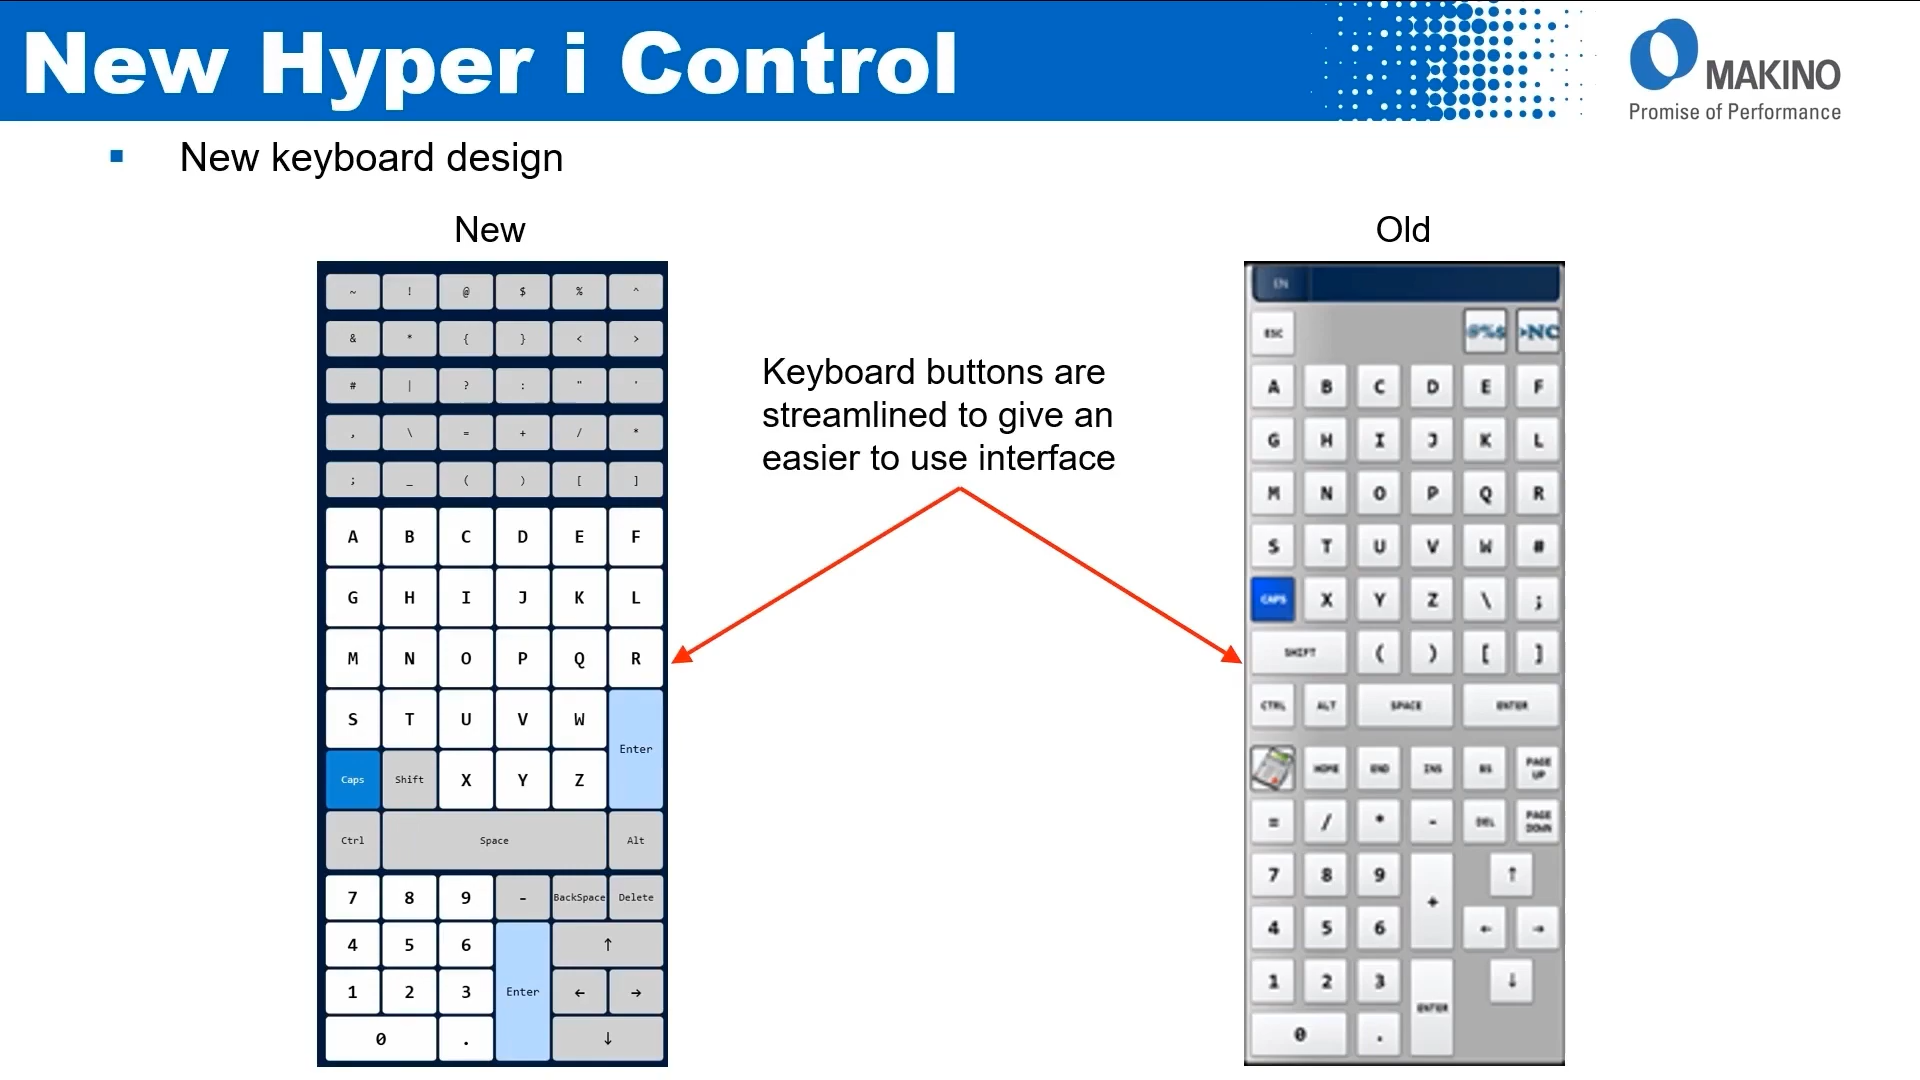 New Hyper i Control
MAKINO
Promise of Performance
▪ New keyboard design
New
~ ! @ $ % ^
& * { } < >
# | ? : " '
, \ = + / *
; _ ( ) [ ]
A B C D E F
G H I J K L
M N O P Q R
S T U V W
Enter
Caps Shift X Y Z
Ctrl Space Alt
7 8 9 - BackSpace Delete
4 5 6 ↑
1 2 3 Enter ← →
0 . ↓
Keyboard buttons are
streamlined to give an
easier to use interface
Old
EN
ESC @%$ >NC
A B C D E F
G H I J K L
M N O P Q R
S T U V W #
CAPS X Y Z \ ;
SHIFT ( ) [ ]
CTRL ALT SPACE ENTER
HOME END INS BS PAGE UP
= / * - DEL PAGE DOWN
7 8 9 + ↑
4 5 6 ← →
1 2 3 ENTER ↓
0 .